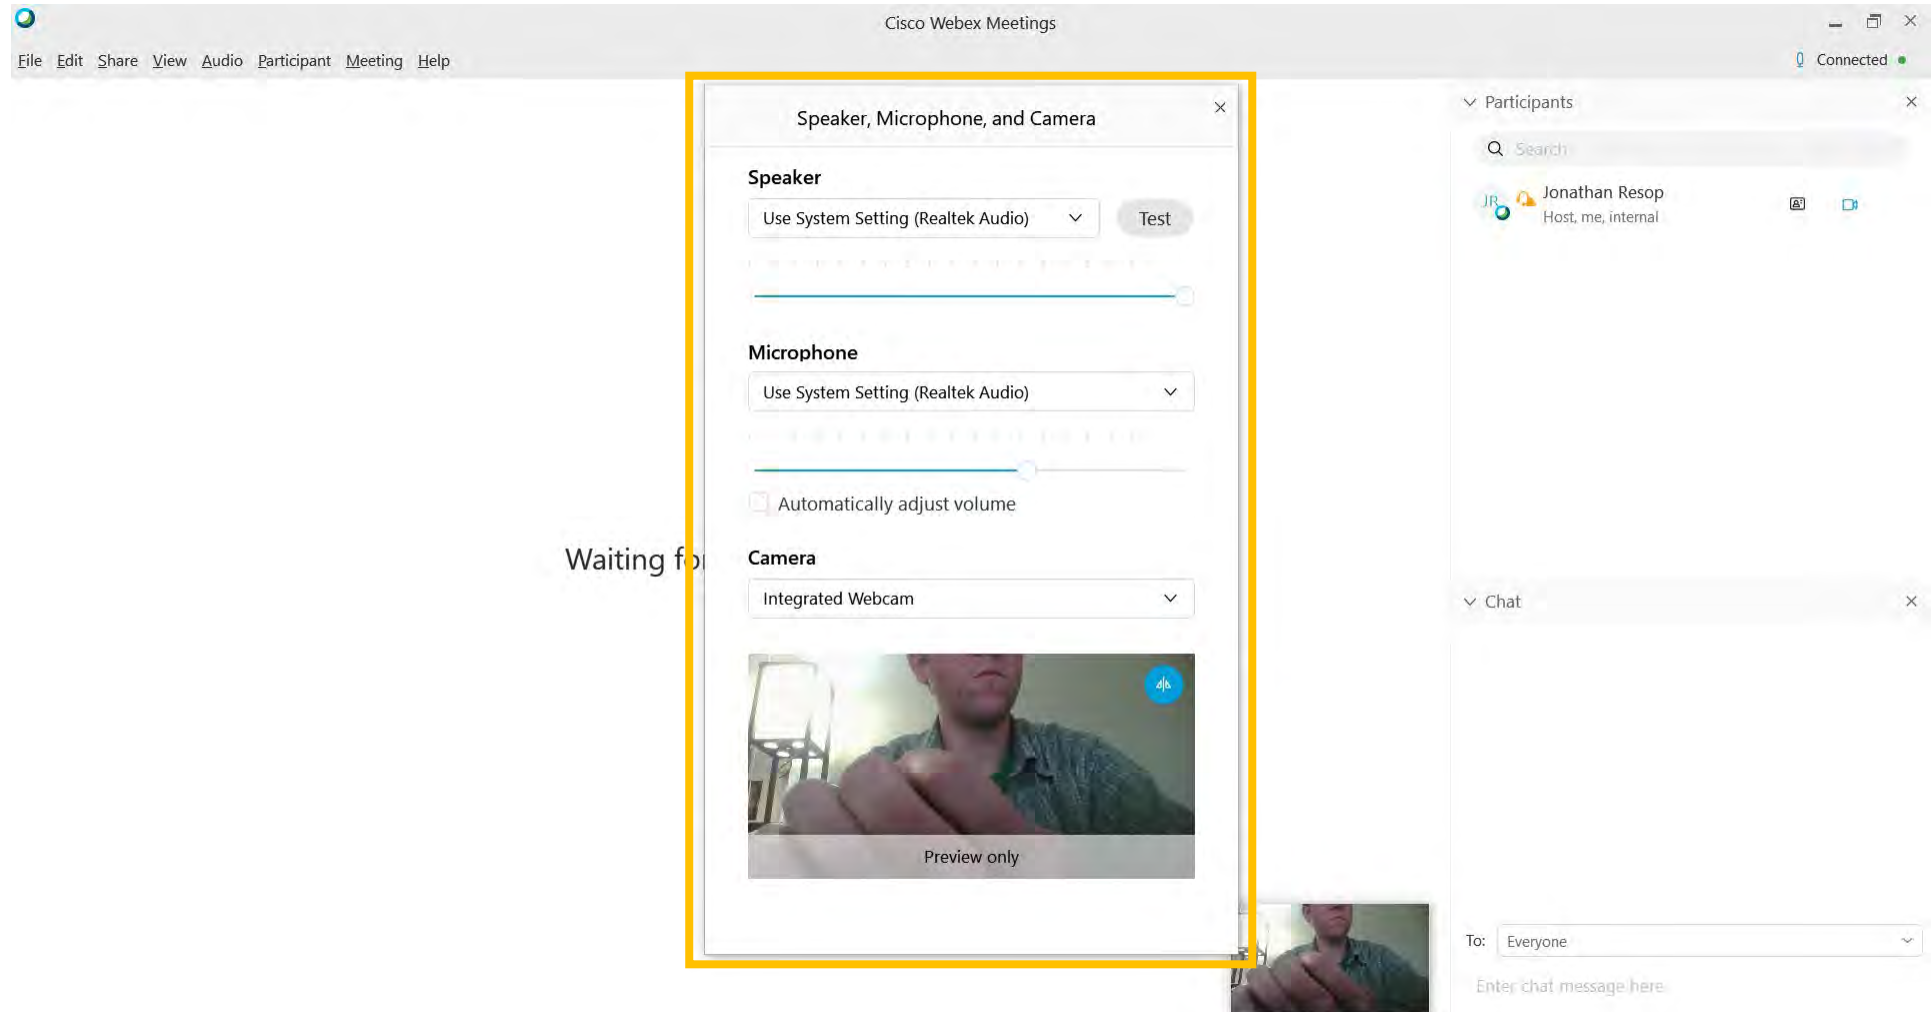 Cisco Webex Meetings
File Edit Share View Audio Participant Meeting Help
Connected
Speaker, Microphone, and Camera
Speaker
Use System Setting (Realtek Audio)
Test
Microphone
Use System Setting (Realtek Audio)
Automatically adjust volume
Waiting for
Camera
Integrated Webcam
Preview only
Participants
Search
JR
Jonathan Resop
Host, me, internal
Chat
To: Everyone
Enter chat message here